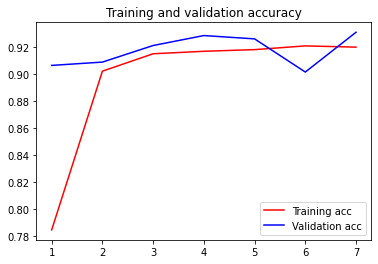 Training and validation accuracy
0.92
0.90
0.88
0.86
0.84
0.82
0.80
0.78
Training acc
Validation acc
1 2 3 4 5 6 7